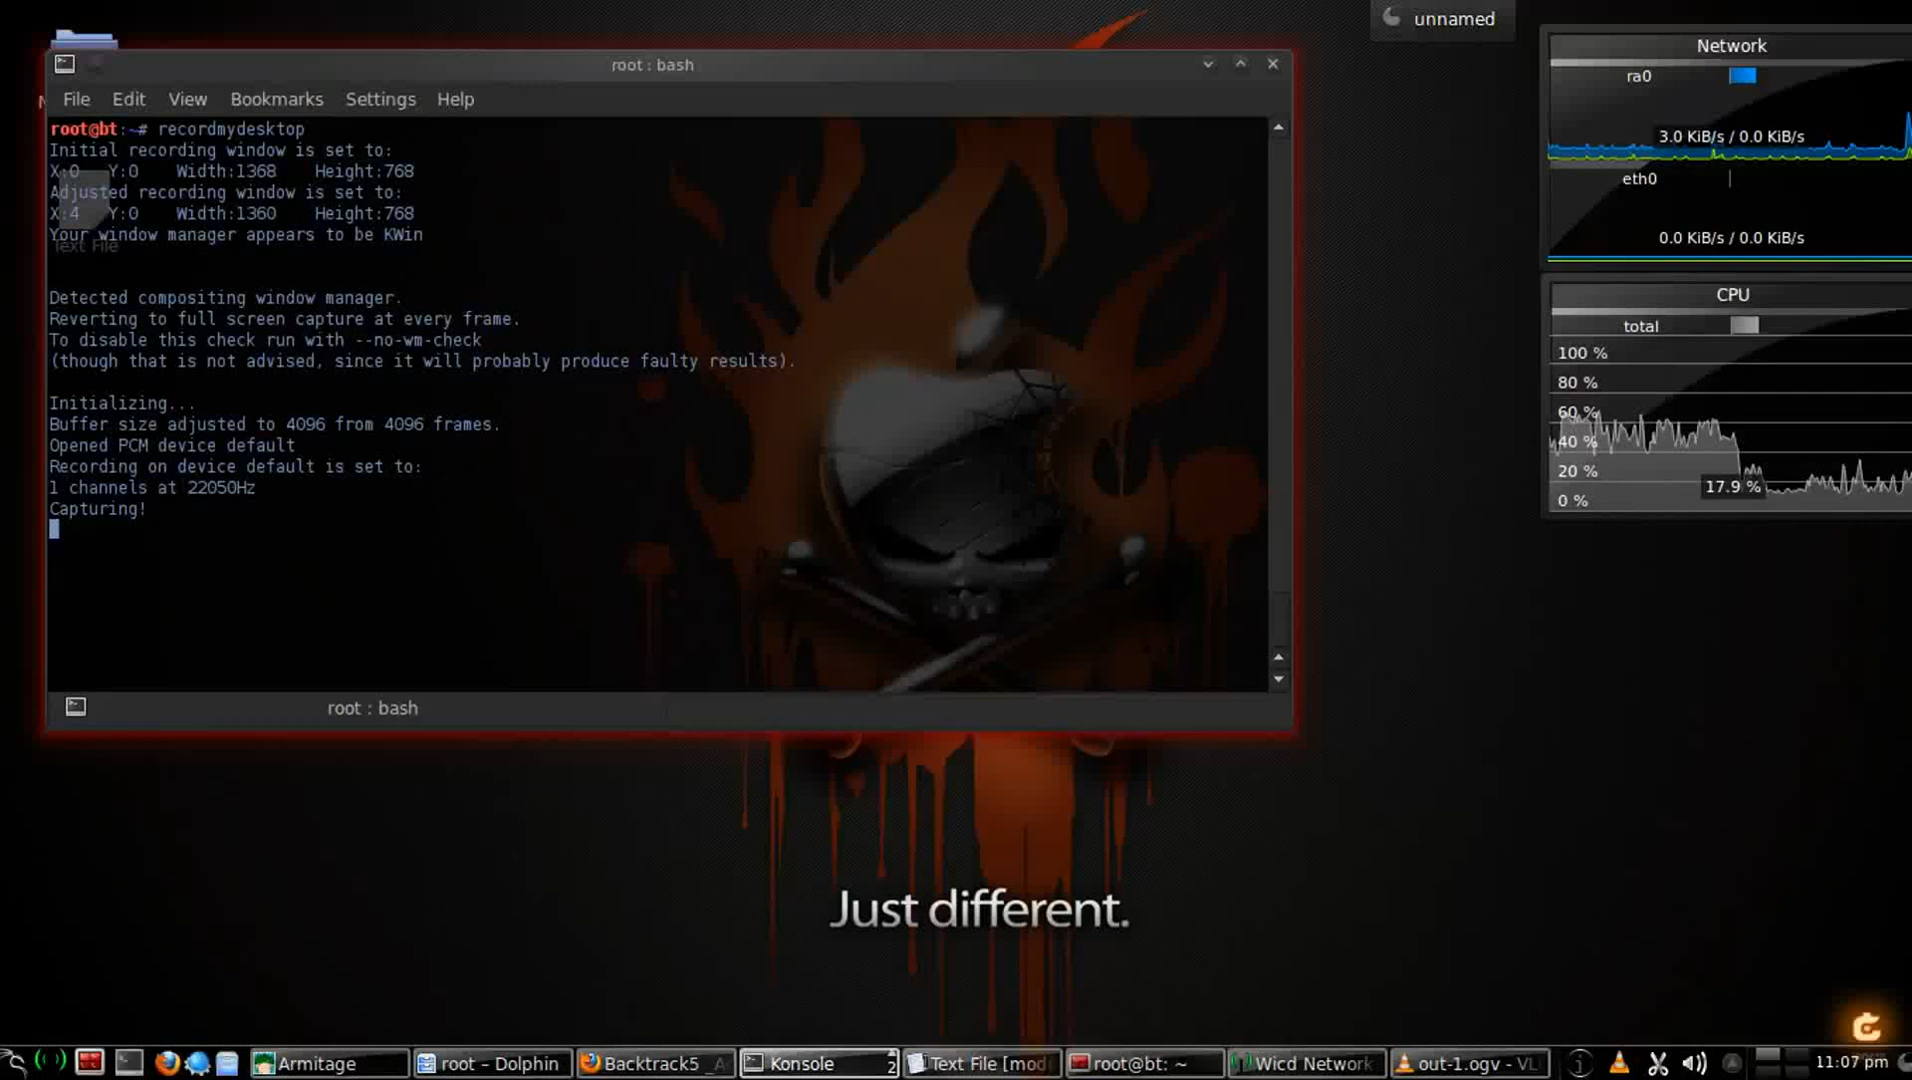 unnamed
root : bash
File Edit View Bookmarks Settings Help
root@bt:~# recordmydesktop
Initial recording window is set to:
X:0 Y:0 Width:1368 Height:768
Adjusted recording window is set to:
X:4 Y:0 Width:1360 Height:768
Your window manager appears to be KWin
Text File
Detected compositing window manager.
Reverting to full screen capture at every frame.
To disable this check run with --no-wm-check
(though that is not advised, since it will probably produce faulty results).
Initializing...
Buffer size adjusted to 4096 from 4096 frames.
Opened PCM device default
Recording on device default is set to:
1 channels at 22050Hz
Capturing!
root : bash
Network
ra0
3.0 KiB/s / 0.0 KiB/s
eth0
0.0 KiB/s / 0.0 KiB/s
CPU
total
100 %
80 %
60 %
40 %
20 %
17.9 %
0 %
Just different.
Armitage
root – Dolphin
Backtrack5 _A
Konsole 2
Text File [mod
root@bt: ~
Wicd Network
out-1.ogv - VL
11:07 pm